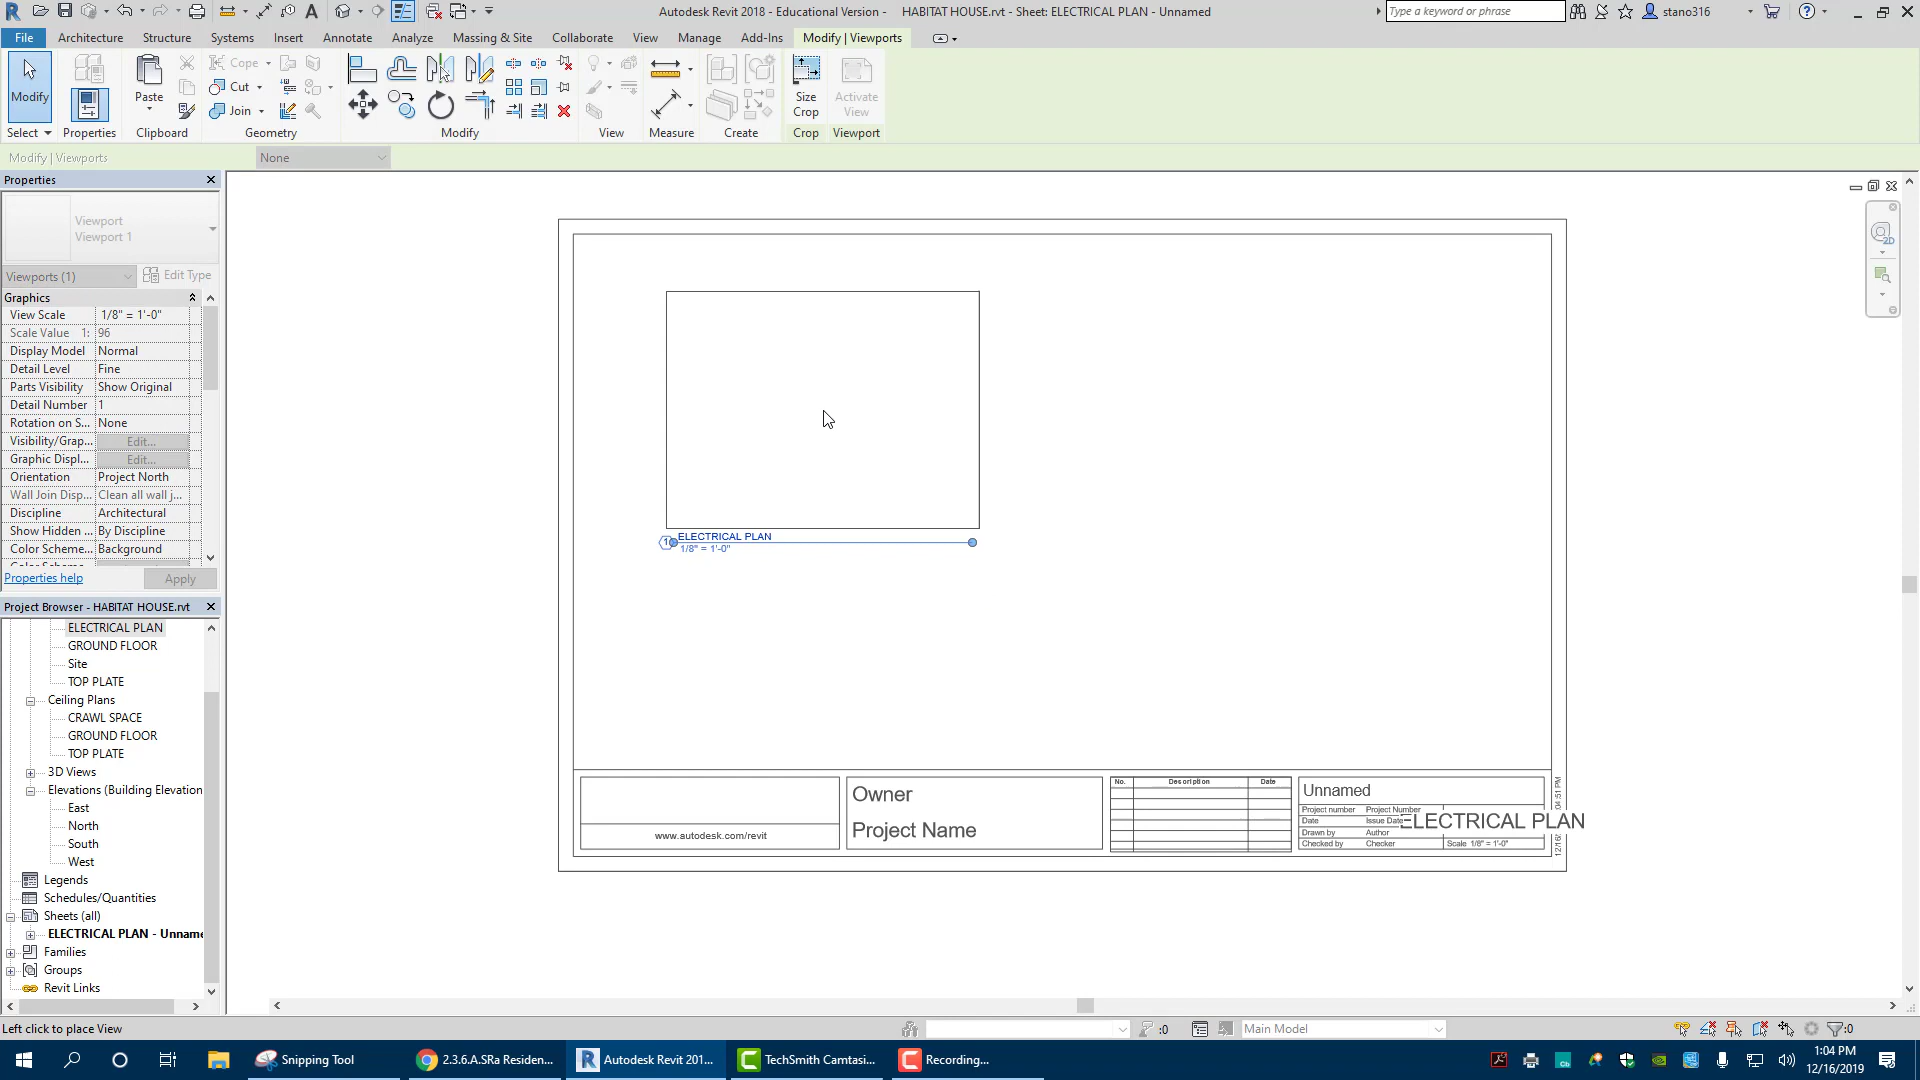 Autodesk Revit 2018 - Educational Version - HABITAT HOUSE.rvt - Sheet: ELECTRICAL PLAN - Unnamed
Type a keyword or phrase
stano316
File Architecture Structure Systems Insert Annotate Analyze Massing & Site Collaborate View Manage Add-Ins Modify | Viewports
Modify
Paste
Cope
Cut
Join
Size
Crop
Activate
View
Select Properties Clipboard Geometry Modify View Measure Create Crop Viewport
Modify | Viewports
None
Properties
Viewport
Viewport 1
Viewports (1)
Edit Type
Graphics
View Scale 1/8" = 1'-0"
Scale Value 1: 96
Display Model Normal
Detail Level Fine
Parts Visibility Show Original
Detail Number 1
Rotation on S... None
Visibility/Grap... Edit...
Graphic Displ... Edit...
Orientation Project North
Wall Join Disp... Clean all wall j...
Discipline Architectural
Show Hidden ... By Discipline
Color Scheme... Background
Properties help
Apply
Project Browser - HABITAT HOUSE.rvt
ELECTRICAL PLAN
GROUND FLOOR
Site
TOP PLATE
Ceiling Plans
CRAWL SPACE
GROUND FLOOR
TOP PLATE
3D Views
Elevations (Building Elevation
East
North
South
West
Legends
Schedules/Quantities
Sheets (all)
ELECTRICAL PLAN - Unname
Families
Groups
Revit Links
1
ELECTRICAL PLAN
1/8" = 1'-0"
www.autodesk.com/revit
Owner
Project Name
No. Description Date
Unnamed
Project number Project Number
Date Issue Date
Drawn by Author
Checked by Checker
ELECTRICAL PLAN
Scale 1/8" = 1'-0"
2D
Left click to place View
:0
Main Model
:0
Snipping Tool
2.3.6.A.SRa Residen...
Autodesk Revit 201...
TechSmith Camtasi...
Recording...
1:04 PM
12/16/2019